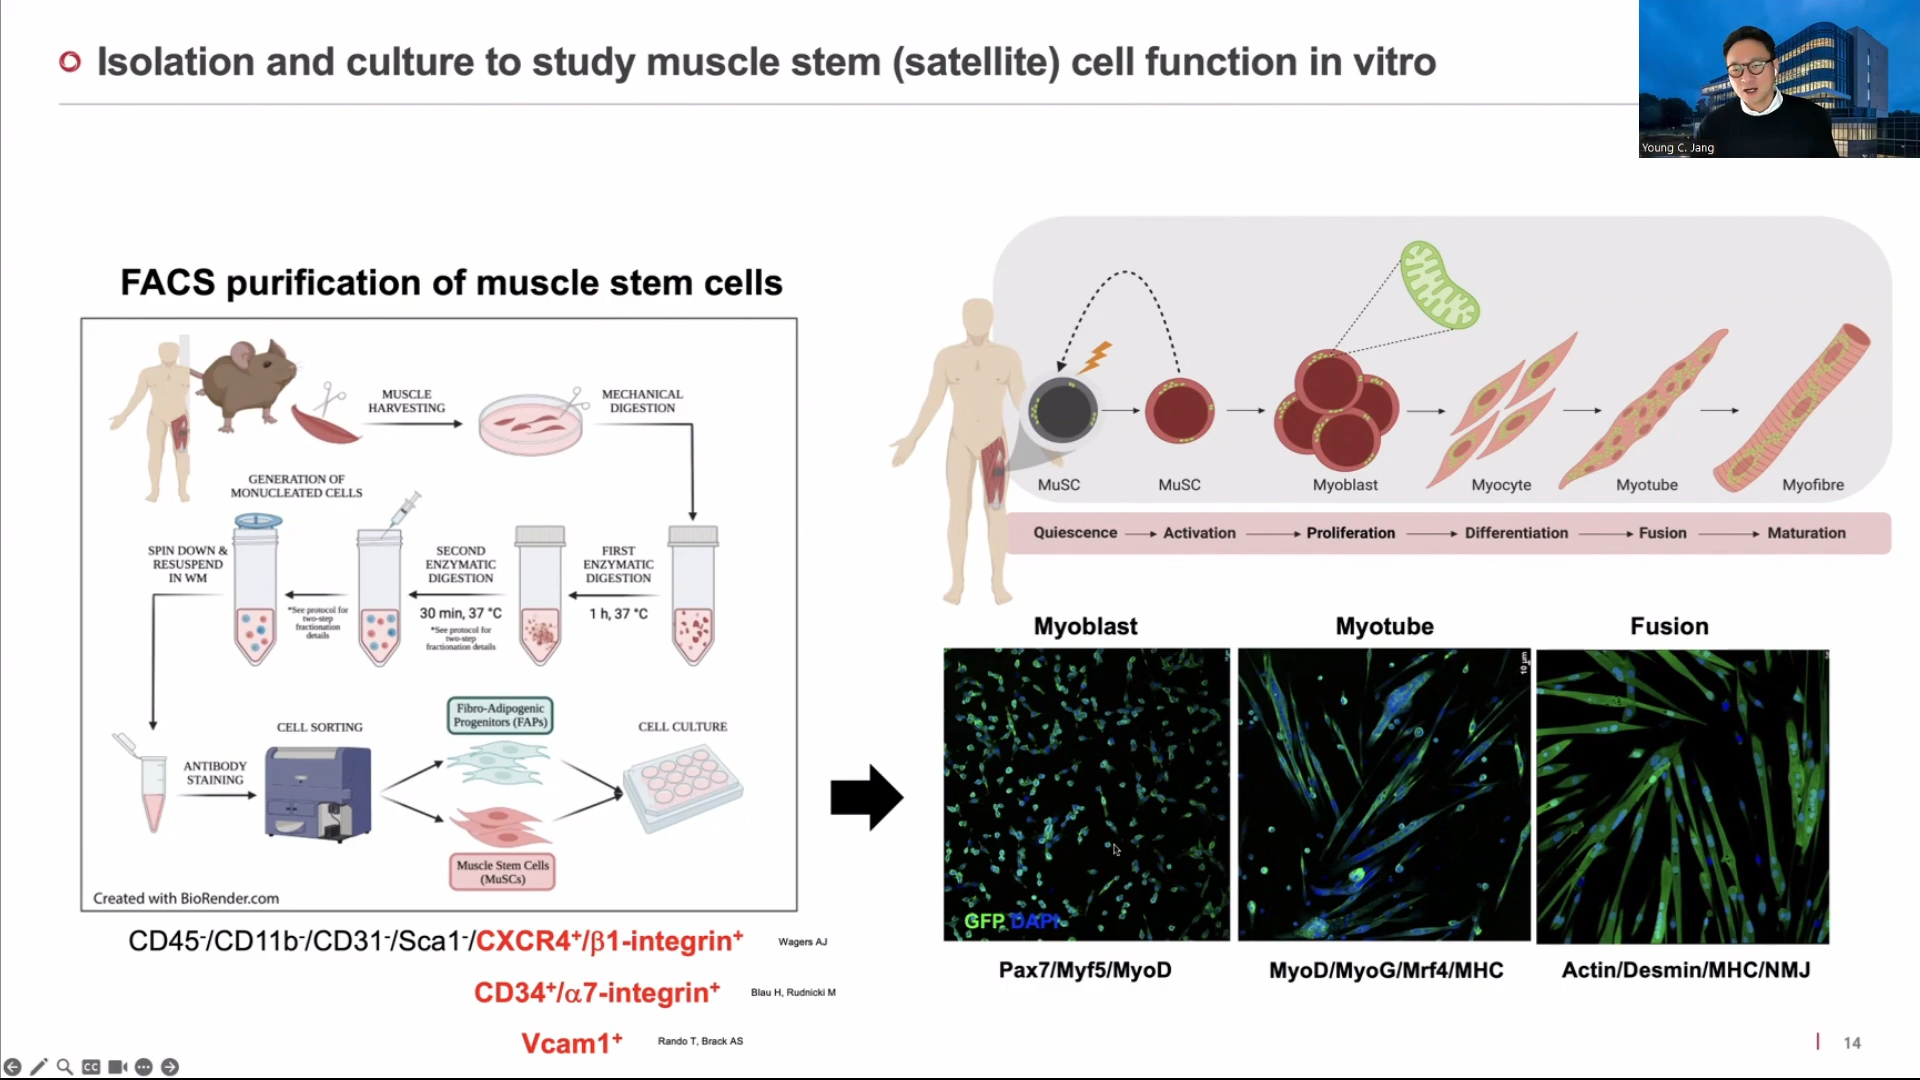 Isolation and culture to study muscle stem (satellite) cell function in vitro
Young C. Jang
FACS purification of muscle stem cells
MUSCLE
HARVESTING
MECHANICAL
DIGESTION
GENERATION OF
MONUCLEATED CELLS
SPIN DOWN &
RESUSPEND
IN WM
*See protocol for
two-step
fractionation
details
SECOND
ENZYMATIC
DIGESTION
30 min, 37 °C
*See protocol for
two-step
fractionation details
FIRST
ENZYMATIC
DIGESTION
1 h, 37 °C
ANTIBODY
STAINING
CELL SORTING
Fibro-Adipogenic
Progenitors (FAPs)
Muscle Stem Cells
(MuSCs)
CELL CULTURE
Created with BioRender.com
CD45-/CD11b-/CD31-/Sca1-/CXCR4+/β1-integrin+ Wagers AJ
CD34+/α7-integrin+ Blau H, Rudnicki M
Vcam1+ Rando T, Brack AS
MuSC MuSC Myoblast Myocyte Myotube Myofibre
Quiescence Activation Proliferation Differentiation Fusion Maturation
Myoblast Myotube Fusion
10 µm
GFP DAPI
Pax7/Myf5/MyoD MyoD/MyoG/Mrf4/MHC Actin/Desmin/MHC/NMJ
CC
14